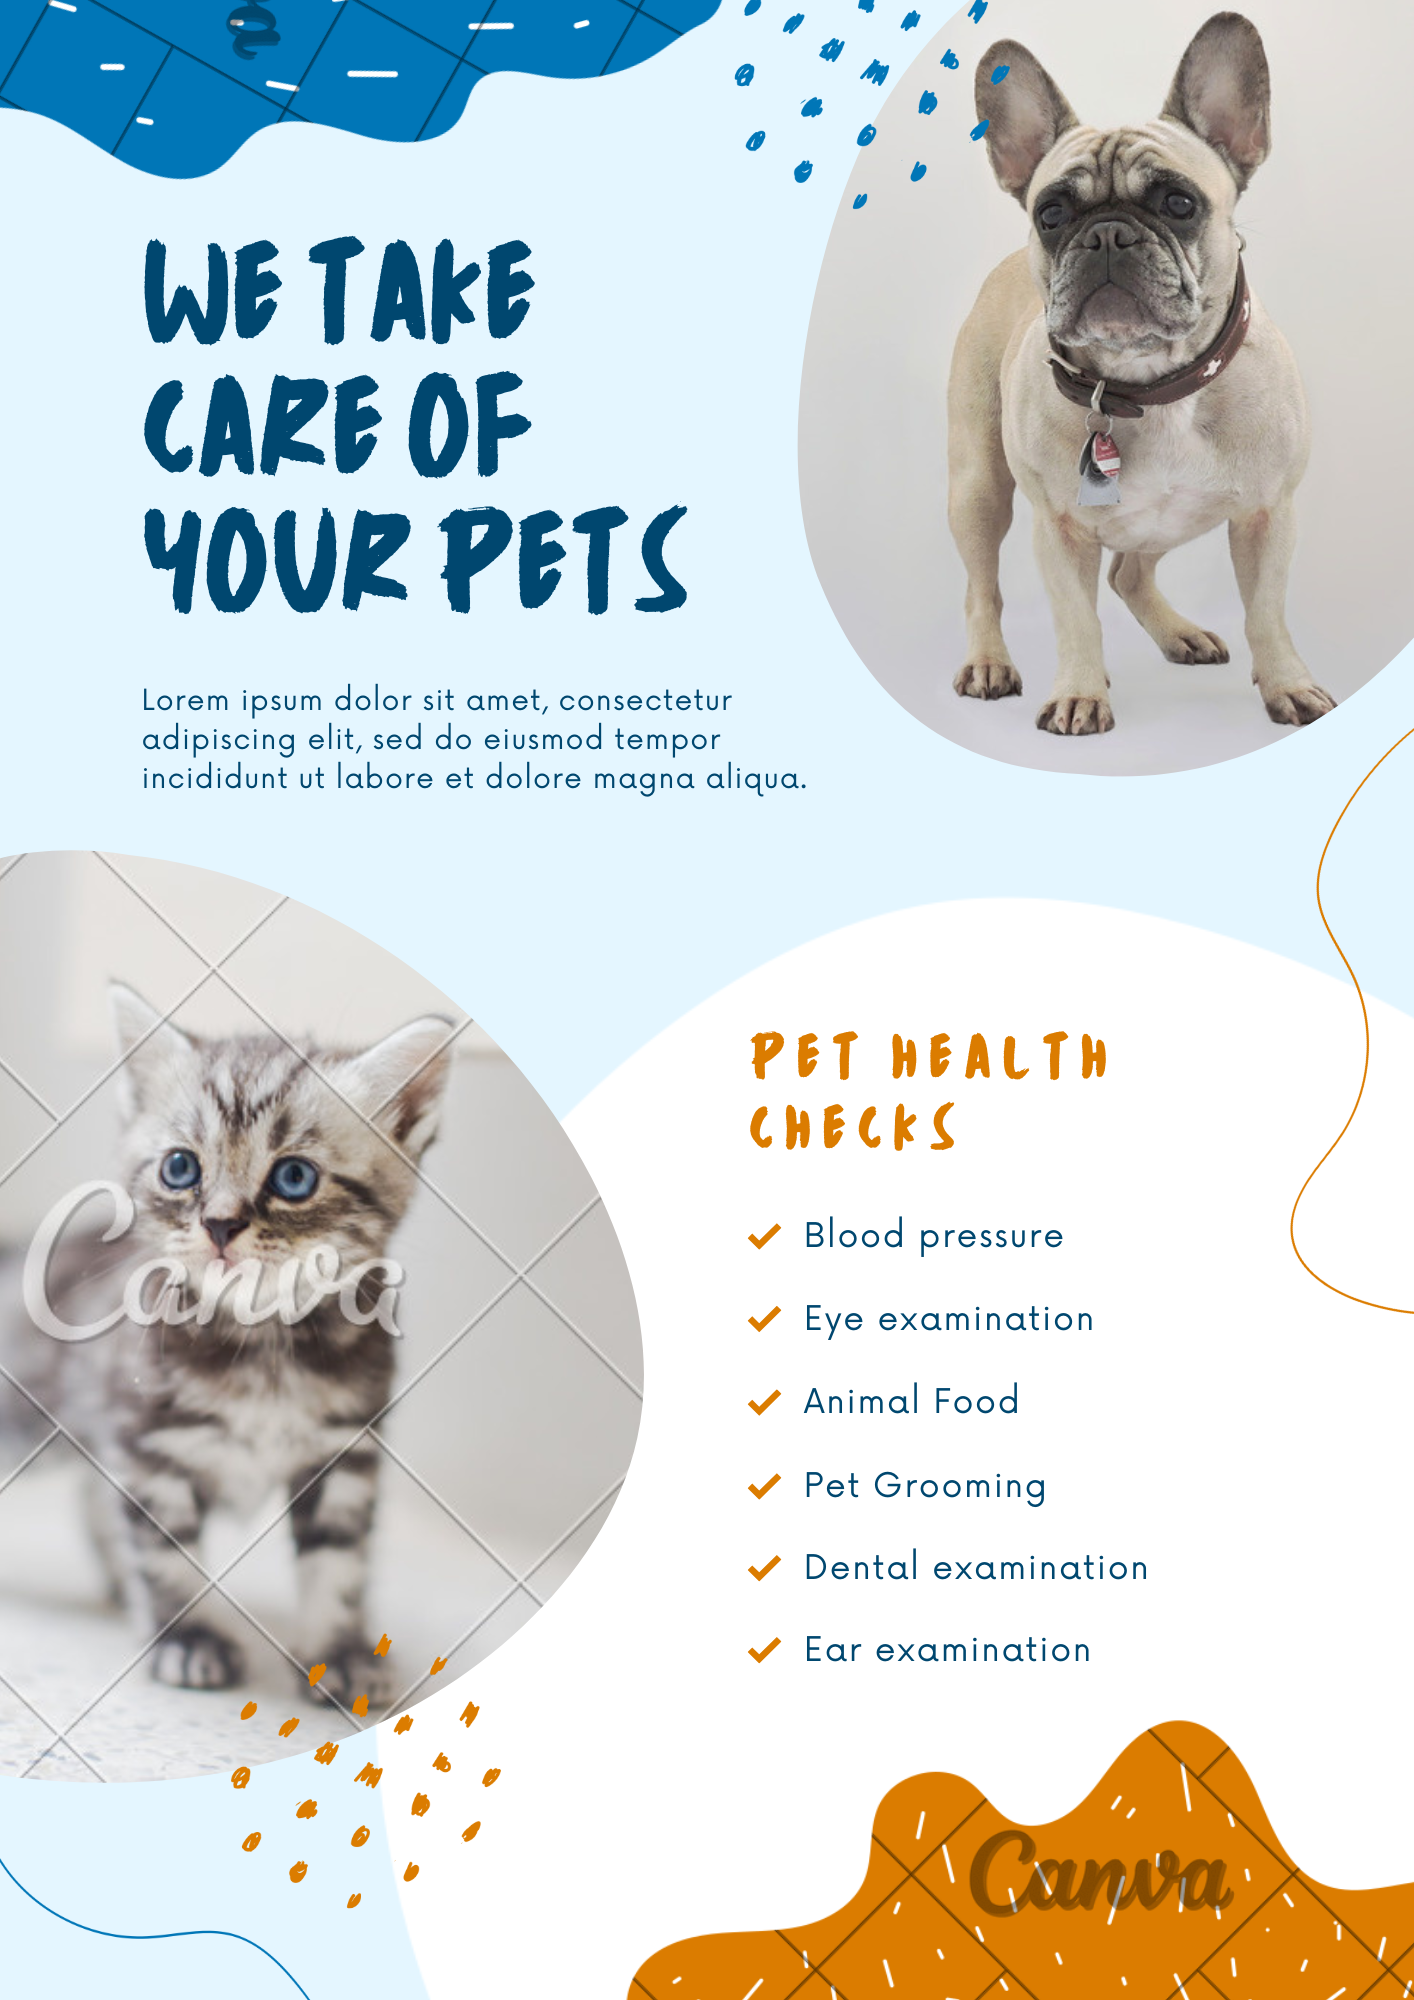 WE TAKE
CARE OF
YOUR PETS
Lorem ipsum dolor sit amet, consectetur
adipiscing elit, sed do eiusmod tempor
incididunt ut labore et dolore magna aliqua.
PET HEALTH
CHECKS
Blood pressure
Eye examination
Animal Food
Pet Grooming
Dental examination
Ear examination
Canva
Canva